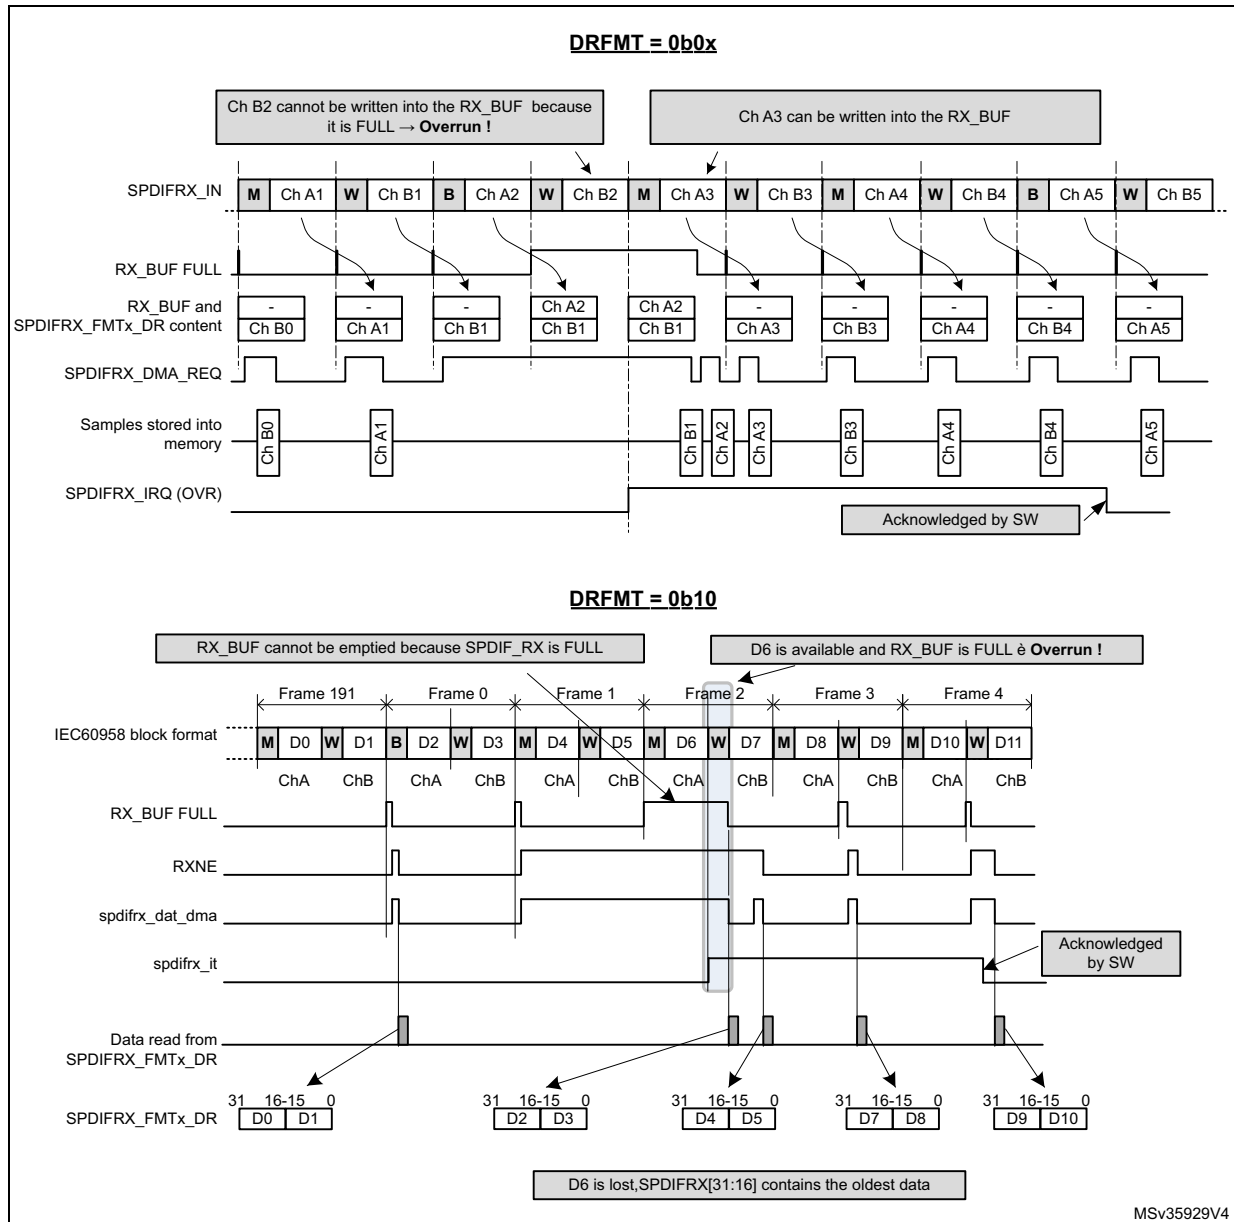 DRFMT = 0b0x
Ch B2 cannot be written into the RX_BUF because
it is FULL → Overrun !
Ch A3 can be written into the RX_BUF
SPDIFRX_IN
M Ch A1 W Ch B1 B Ch A2 W Ch B2 M Ch A3 W Ch B3 M Ch A4 W Ch B4 B Ch A5 W Ch B5
RX_BUF FULL
RX_BUF and
SPDIFRX_FMTx_DR content
- - - Ch A2 Ch A2 - - - - -
Ch B0 Ch A1 Ch B1 Ch B1 Ch B1 Ch A3 Ch B3 Ch A4 Ch B4 Ch A5
SPDIFRX_DMA_REQ
Samples stored into
memory
Ch B0 Ch A1 Ch B1 Ch A2 Ch A3 Ch B3 Ch A4 Ch B4 Ch A5
SPDIFRX_IRQ (OVR)
Acknowledged by SW
DRFMT = 0b10
RX_BUF cannot be emptied because SPDIF_RX is FULL
D6 is available and RX_BUF is FULL è Overrun !
Frame 191 Frame 0 Frame 1 Frame 2 Frame 3 Frame 4
IEC60958 block format
M D0 W D1 B D2 W D3 M D4 W D5 M D6 W D7 M D8 W D9 M D10 W D11
ChA ChB ChA ChB ChA ChB ChA ChB ChA ChB ChA ChB
RX_BUF FULL
RXNE
spdifrx_dat_dma
spdifrx_it
Acknowledged
by SW
Data read from
SPDIFRX_FMTx_DR
31 16-15 0 31 16-15 0 31 16-15 0 31 16-15 0 31 16-15 0
SPDIFRX_FMTx_DR
D0 D1 D2 D3 D4 D5 D7 D8 D9 D10
D6 is lost,SPDIFRX[31:16] contains the oldest data
MSv35929V4